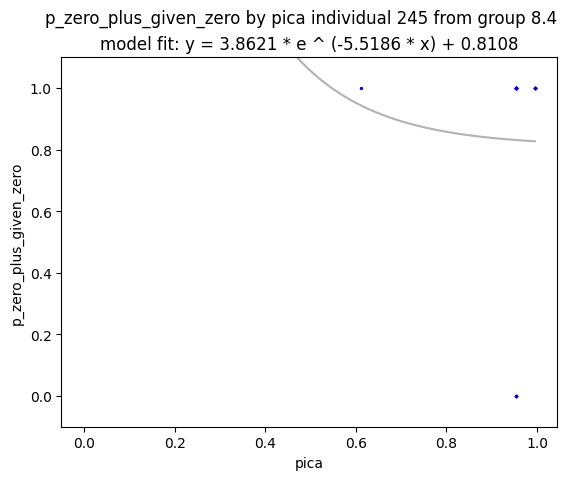 p_zero_plus_given_zero by pica individual 245 from group 8.4
model fit: y = 3.8621 * e ^ (-5.5186 * x) + 0.8108
1.0
0.8
0.6
0.4
0.2
0.0
p_zero_plus_given_zero
0.0 0.2 0.4 0.6 0.8 1.0
pica